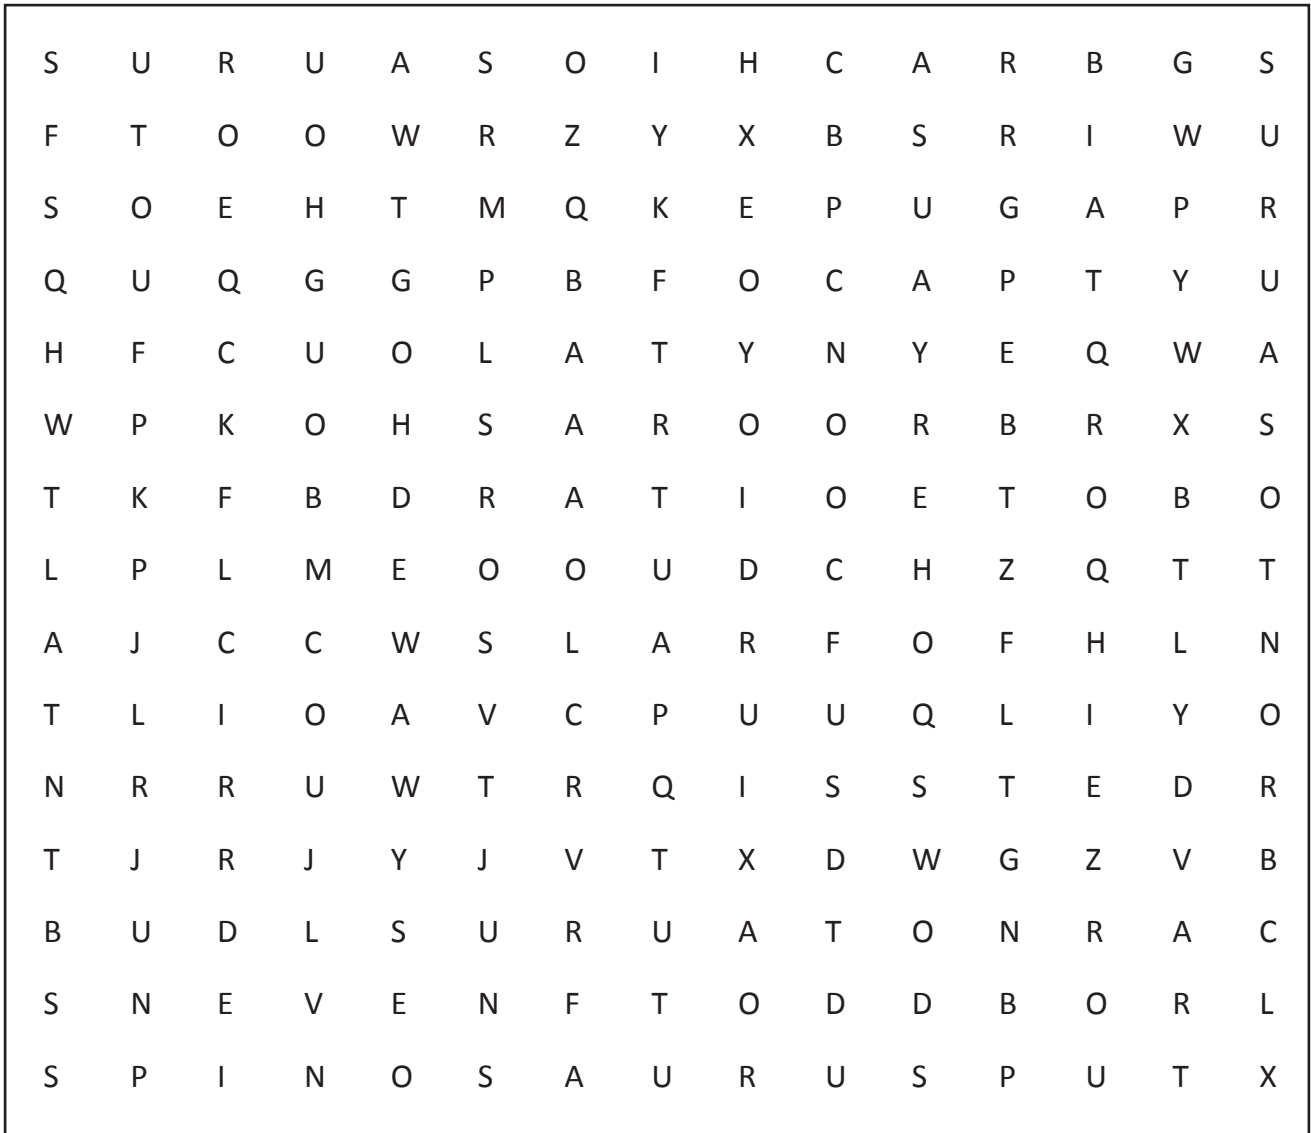 S U R U A S O I H C A R B G S
F T O O W R Z Y X B S R I W U
S O E H T M Q K E P U G A P R
Q U Q G G P B F O C A P T Y U
H F C U O L A T Y N Y E Q W A
W P K O H S A R O O R B R X S
T K F B D R A T I O E T O B O
L P L M E O O U D C H Z Q T T
A J C C W S L A R F O F H L N
T L I O A V C P U U Q L I Y O
N R R U W T R Q I S S T E D R
T J R J Y J V T X D W G Z V B
B U D L S U R U A T O N R A C
S N E V E N F T O D D B O R L
S P I N O S A U R U S P U T X